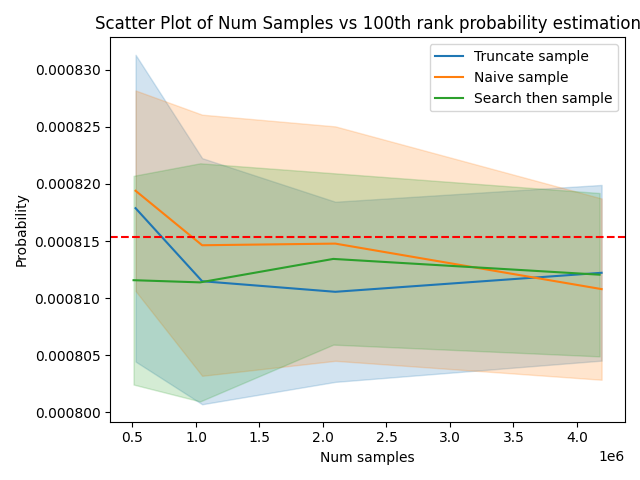 Scatter Plot of Num Samples vs 100th rank probability estimation
Truncate sample
Naive sample
Search then sample
Probability
0.000830
0.000825
0.000820
0.000815
0.000810
0.000805
0.000800
0.5 1.0 1.5 2.0 2.5 3.0 3.5 4.0
1e6
Num samples